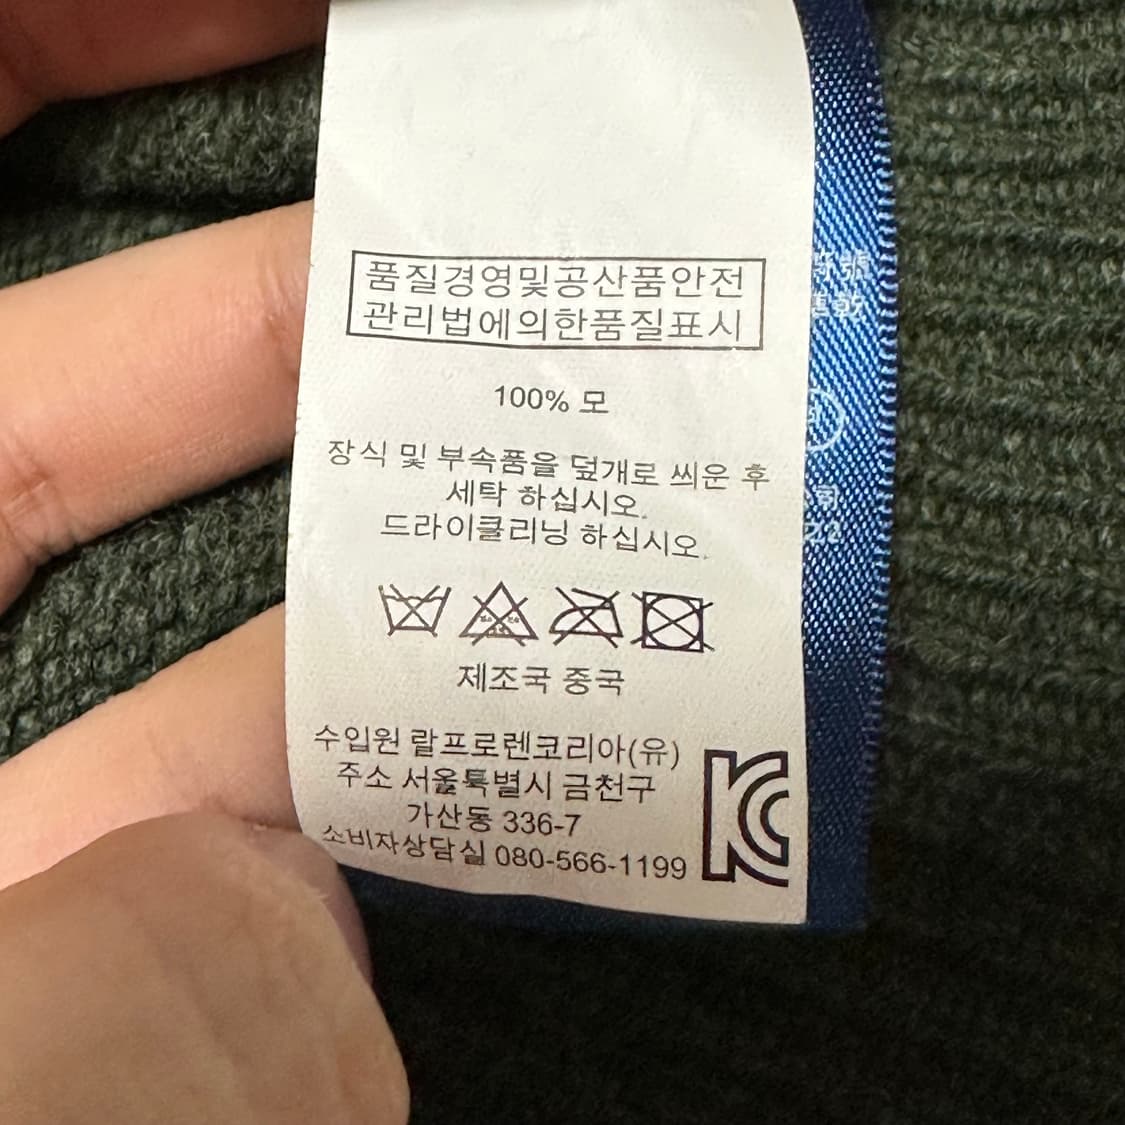 품질경영및공산품안전
관리법에의한품질표시
100% 모
장식 및 부속품을 덮개로 씌운 후
세탁 하십시오.
드라이클리닝 하십시오.
제조국 중국
수입원 랄프로렌코리아(유)
주소 서울특별시 금천구
가산동 336-7
소비자상담실 080-566-1199